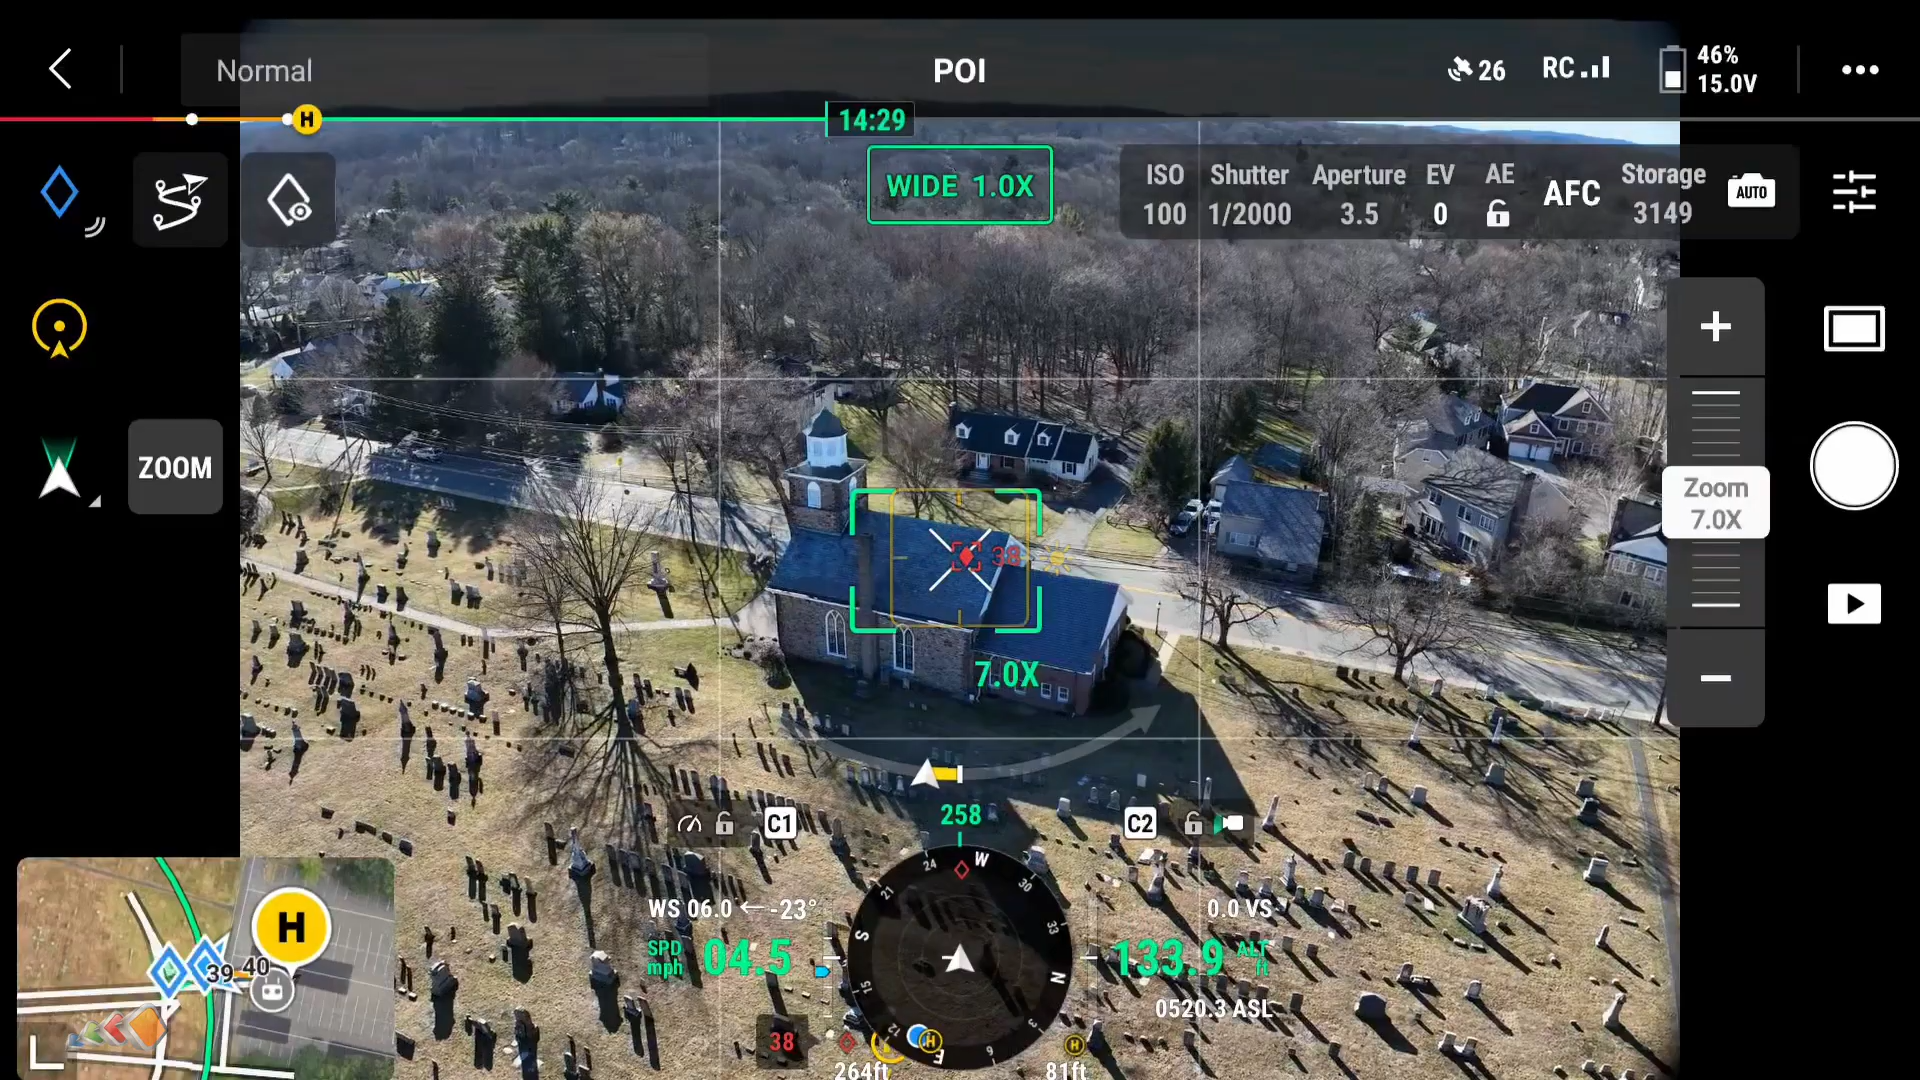 Normal
POI
26
RC
46%
15.0V
H
14:29
WIDE 1.0X
ISO
100
Shutter
1/2000
Aperture
3.5
EV
0
AE
AFC
Storage
3149
AUTO
ZOOM
Zoom
7.0X
38
7.0X
C1
258
C2
WS 06.0
-23°
0.0 VS
SPD
mph
04.5
133.9
ALT
ft
0520.3 ASL
24
W
30
33
N
3
6
E
12
15
S
21
H
H
39
40
H
38
264ft
81ft